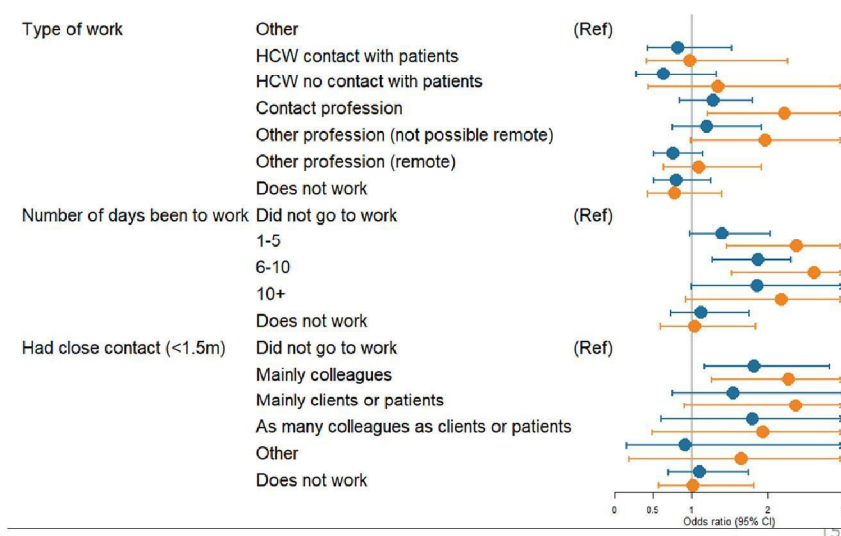 Type of work Other (Ref)
HCW contact with patients
HCW no contact with patients
Contact profession
Other profession (not possible remote)
Other profession (remote)
Does not work
Number of days been to work Did not go to work (Ref)
1-5
6-10
10+
Does not work
Had close contact (<1.5m) Did not go to work (Ref)
Mainly colleagues
Mainly clients or patients
As many colleagues as clients or patients
Other
Does not work
0 0.5 1 2
Odds ratio (95% CI)